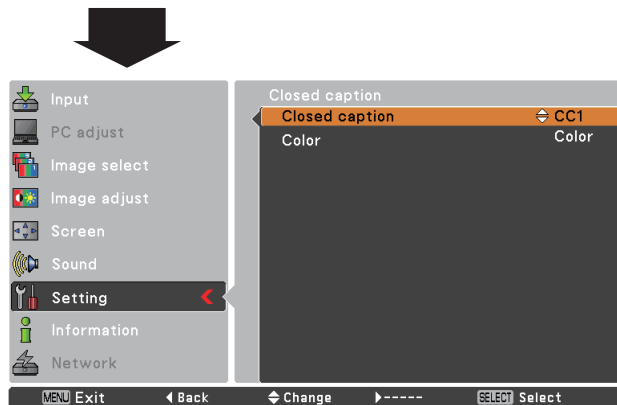 Input
PC adjust
Image select
Image adjust
Screen
Sound
Setting
Information
Network
Closed caption
Closed caption CC1
Color Color
MENU Exit Back Change ----- SELECT Select